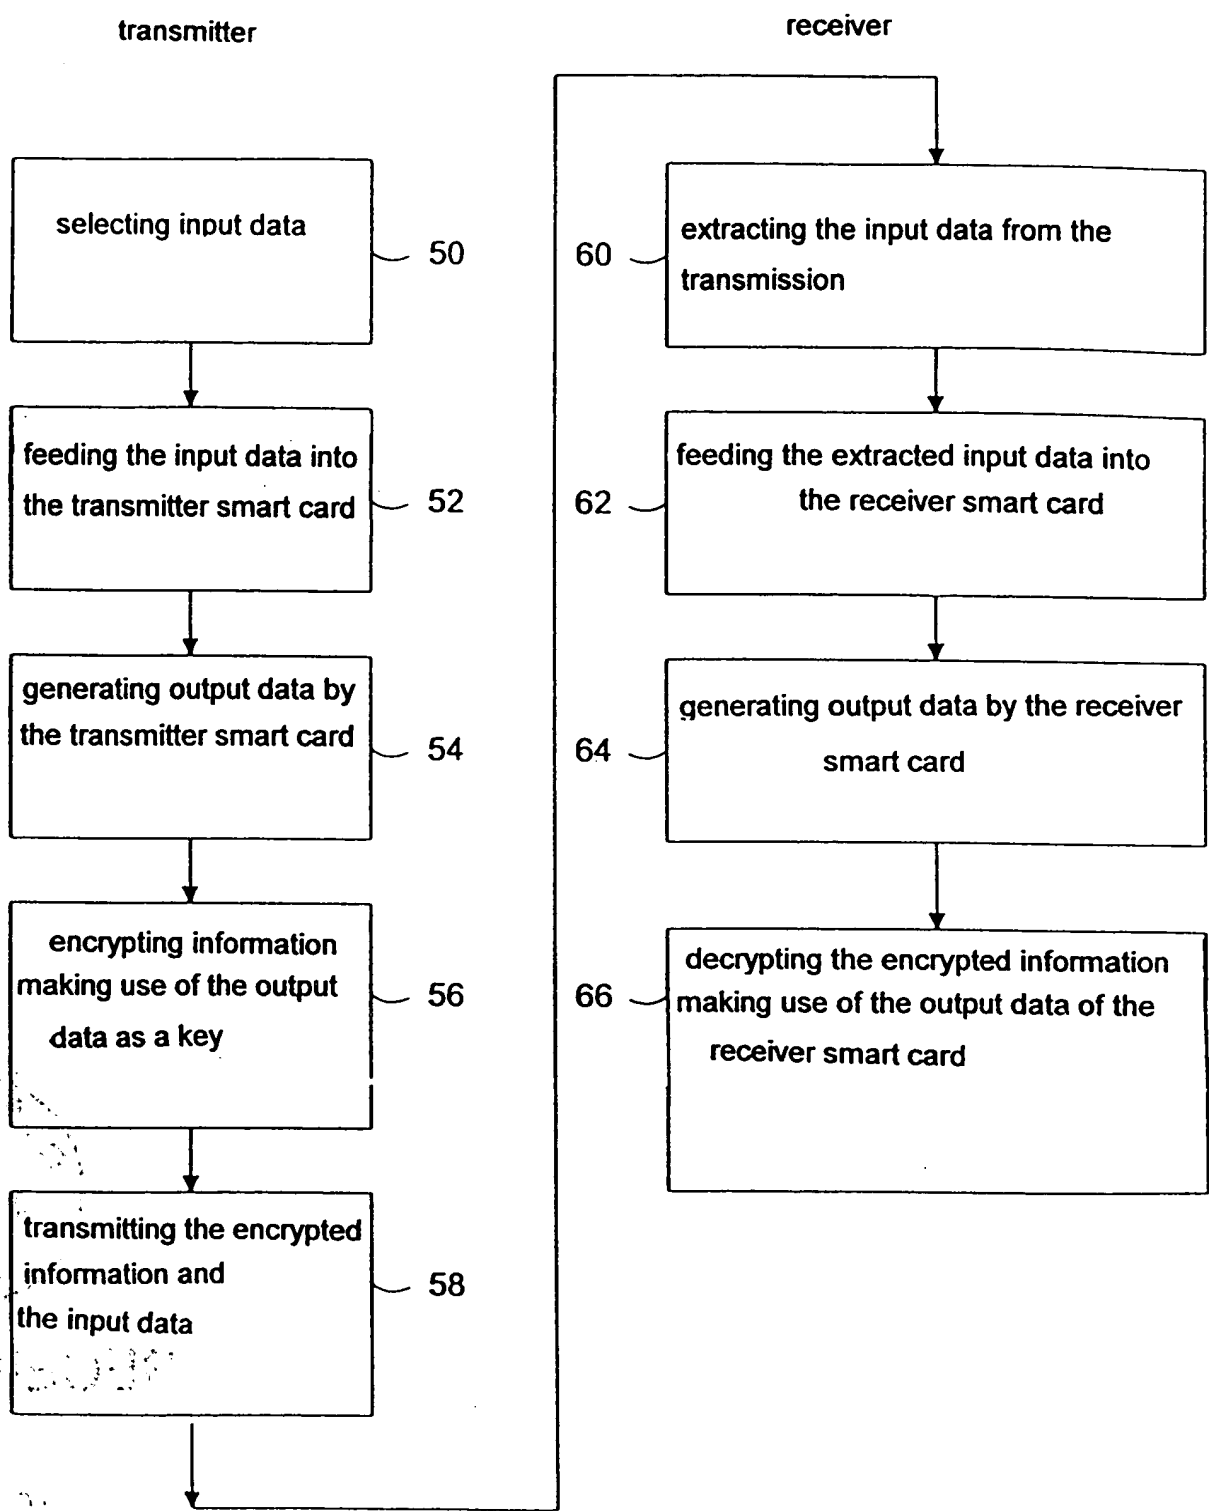 transmitter
selecting input data
50
feeding the input data into
the transmitter smart card
52
generating output data by
the transmitter smart card
54
encrypting information
making use of the output
data as a key
56
transmitting the encrypted
information and
the input data
58
receiver
extracting the input data from the
transmission
60
feeding the extracted input data into
the receiver smart card
62
generating output data by the receiver
smart card
64
decrypting the encrypted information
making use of the output data of the
receiver smart card
66